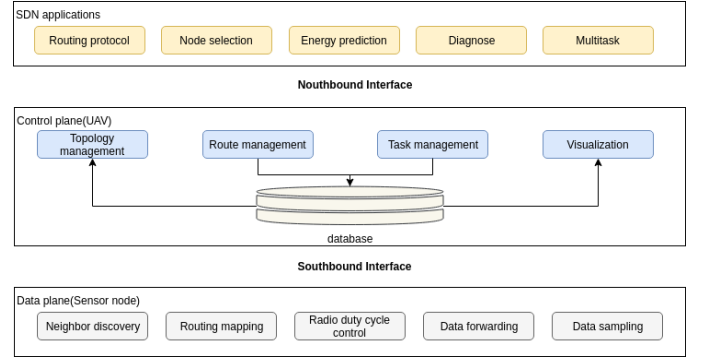 SDN applications
Routing protocol
Node selection
Energy prediction
Diagnose
Multitask
Nouthbound Interface
Control plane(UAV)
Topology
management
Route management
Task management
Visualization
database
Southbound Interface
Data plane(Sensor node)
Neighbor discovery
Routing mapping
Radio duty cycle
control
Data forwarding
Data sampling